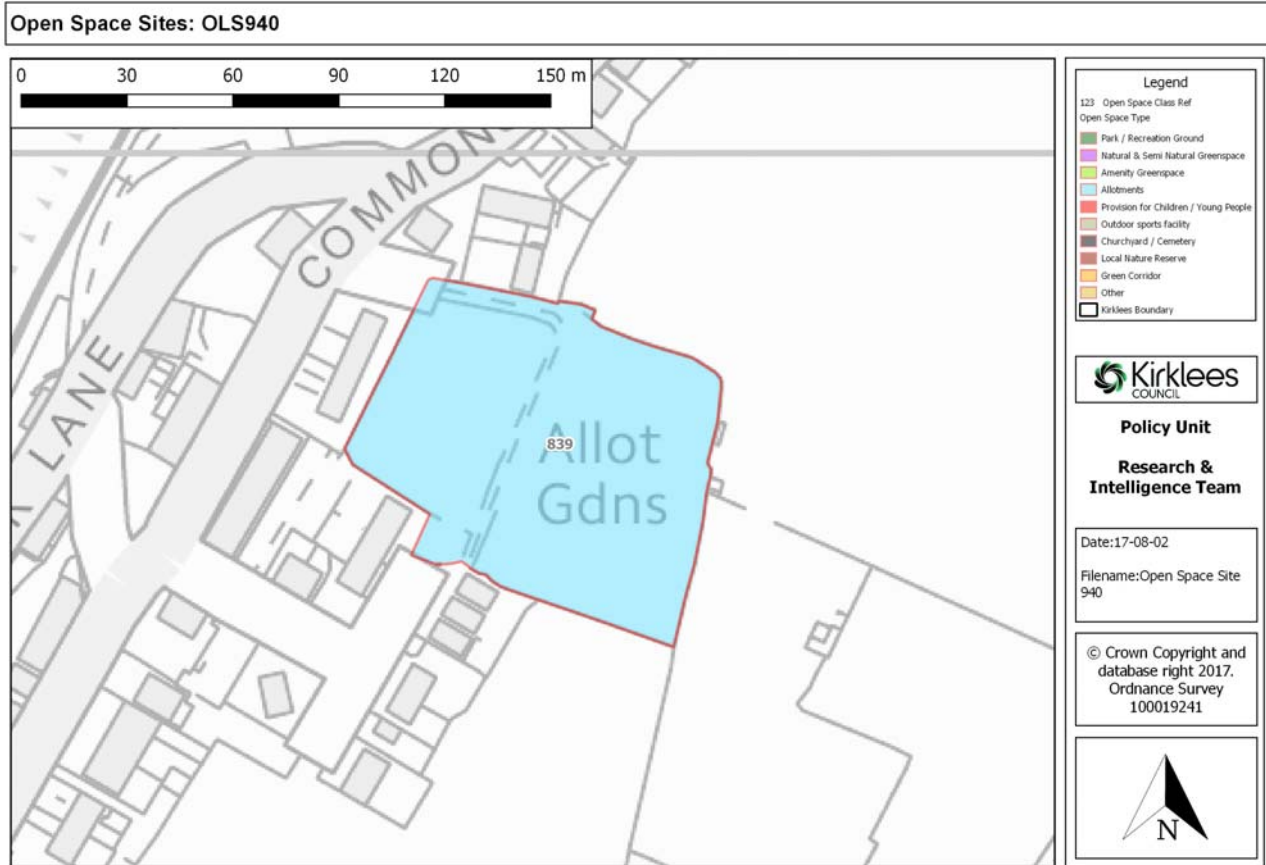 Open Space Sites: OLS940
0 30 60 90 120 150 m
COMMON
LANE
839
Allot
Gdns
Legend
123 Open Space Class Ref
Open Space Type
Park / Recreation Ground
Natural & Semi Natural Greenspace
Amenity Greenspace
Allotments
Provision for Children / Young People
Outdoor sports facility
Churchyard / Cemetery
Local Nature Reserve
Green Corridor
Other
Kirklees Boundary
Kirklees
COUNCIL
Policy Unit
Research &
Intelligence Team
Date:17-08-02
Filename:Open Space Site
940
© Crown Copyright and
database right 2017.
Ordnance Survey
100019241
N